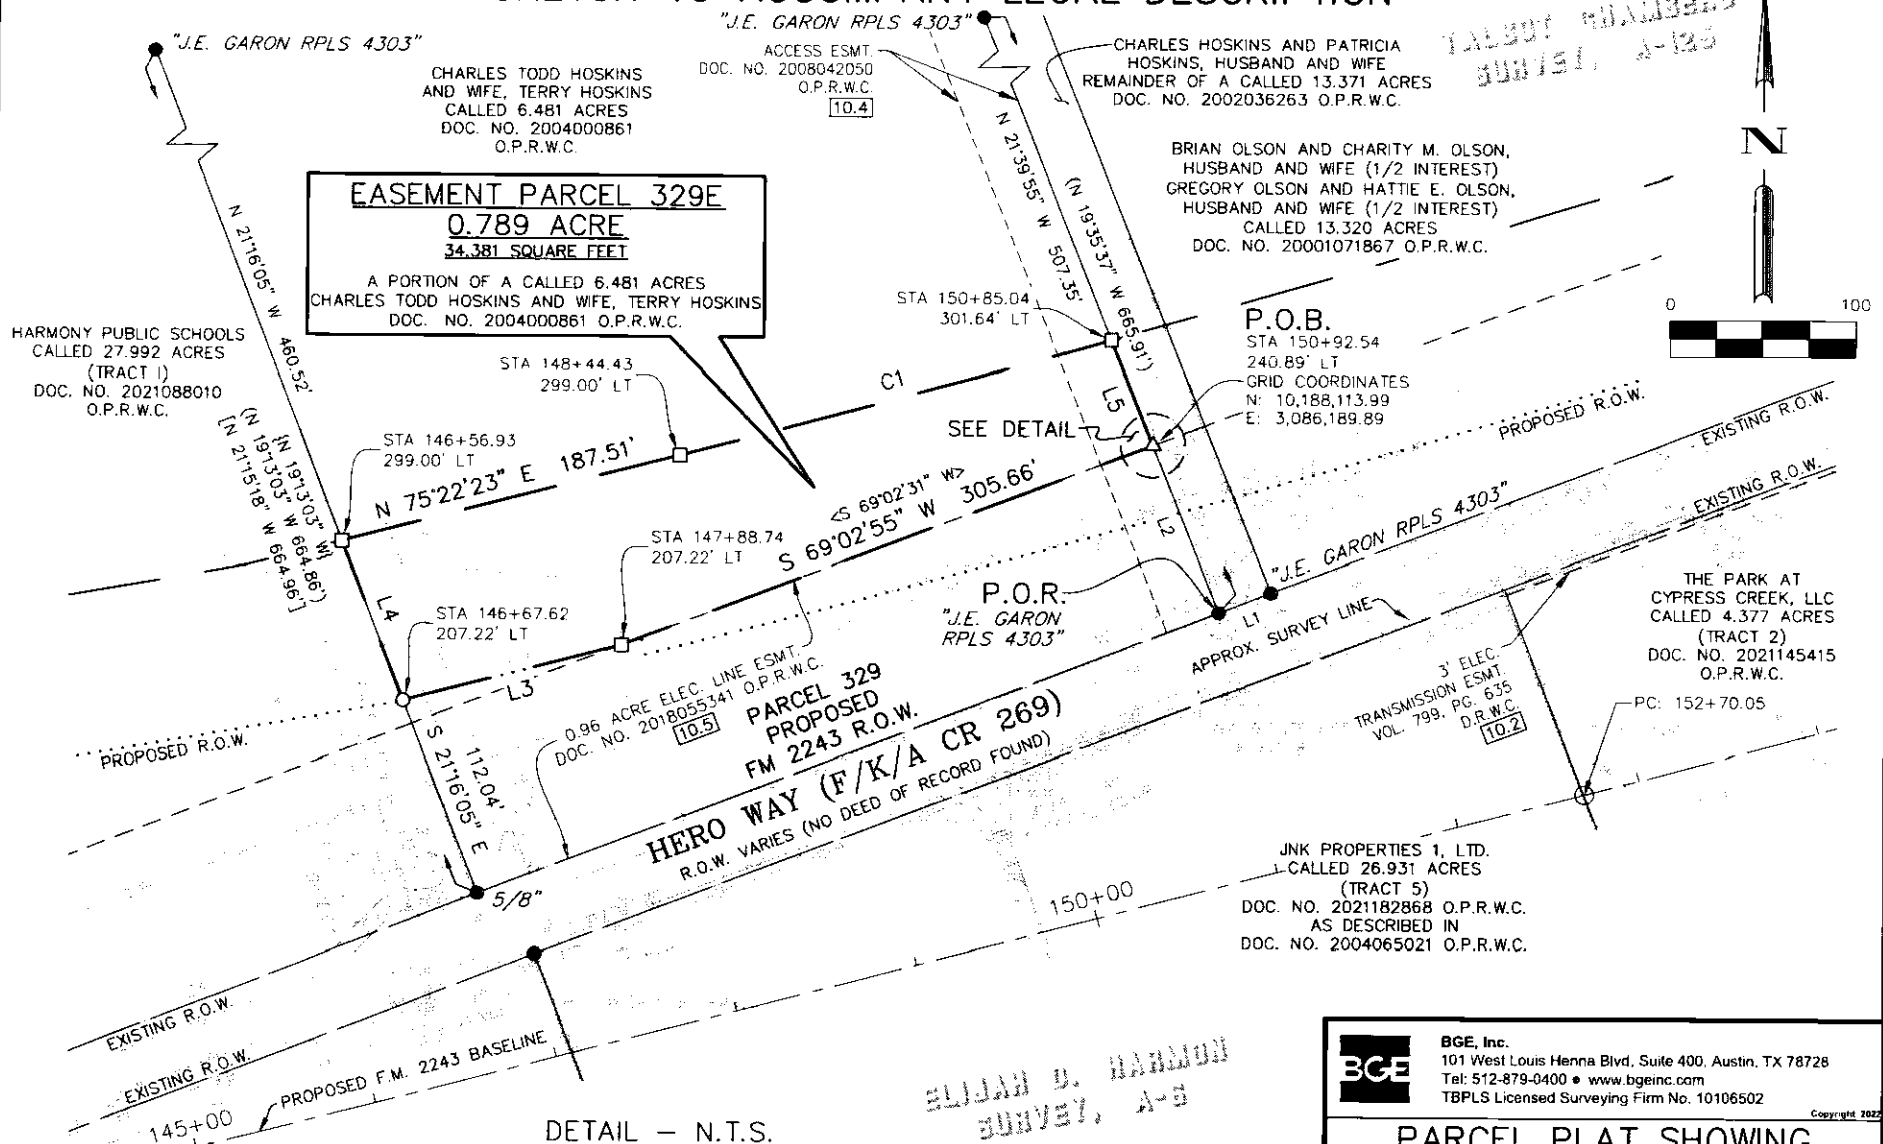 "J.E. GARON RPLS 4303"
"J.E. GARON RPLS 4303"
CHARLES TODD HOSKINS
AND WIFE, TERRY HOSKINS
CALLED 6.481 ACRES
DOC. NO. 2004000861
O.P.R.W.C.
ACCESS ESMT.
DOC. NO. 2008042050
O.P.R.W.C.
10.4
CHARLES HOSKINS AND PATRICIA
HOSKINS, HUSBAND AND WIFE
REMAINDER OF A CALLED 13.371 ACRES
DOC. NO. 2002036263 O.P.R.W.C.
TALBOT CHAMBERS
SURVEY, A-125
N
0 100
BRIAN OLSON AND CHARITY M. OLSON,
HUSBAND AND WIFE (1/2 INTEREST)
GREGORY OLSON AND HATTIE E. OLSON,
HUSBAND AND WIFE (1/2 INTEREST)
CALLED 13.320 ACRES
DOC. NO. 20001071867 O.P.R.W.C.
EASEMENT PARCEL 329E
0.789 ACRE
34,381 SQUARE FEET
A PORTION OF A CALLED 6.481 ACRES
CHARLES TODD HOSKINS AND WIFE, TERRY HOSKINS
DOC. NO. 2004000861 O.P.R.W.C.
N 21°16'05" W 460.52'
N 21°39'55" W 507.35'
(N 19°35'37" W 665.91')
HARMONY PUBLIC SCHOOLS
CALLED 27.992 ACRES
(TRACT I)
DOC. NO. 2021088010
O.P.R.W.C.
{N 19°13'03" W}
(N 19°13'03" W 664.86')
[N 21°15'18" W 664.96']
STA 150+85.04
301.64' LT
P.O.B.
STA 150+92.54
240.89' LT
GRID COORDINATES
N: 10,188,113.99
E: 3,086,189.89
STA 148+44.43
299.00' LT
C1
L5
SEE DETAIL
STA 146+56.93
299.00' LT
N 75°22'23" E 187.51'
<S 69°02'31" W>
S 69°02'55" W 305.66'
STA 147+88.74
207.22' LT
L2
PROPOSED R.O.W.
EXISTING R.O.W.
EXISTING R.O.W.
L4
STA 146+67.62
207.22' LT
L3
P.O.R.
"J.E. GARON
RPLS 4303"
"J.E. GARON RPLS 4303"
L1
APPROX. SURVEY LINE
THE PARK AT
CYPRESS CREEK, LLC
CALLED 4.377 ACRES
(TRACT 2)
DOC. NO. 2021145415
O.P.R.W.C.
3' ELEC.
TRANSMISSION ESMT.
VOL. 799, PG. 635
D.R.W.C.
10.2
PC: 152+70.05
PROPOSED R.O.W.
S 21°16'05" E
112.04'
0.96 ACRE ELEC. LINE ESMT.
DOC. NO. 2018055341 O.P.R.W.C.
10.5
PARCEL 329
PROPOSED
FM 2243 R.O.W.
HERO WAY (F/K/A CR 269)
R.O.W. VARIES (NO DEED OF RECORD FOUND)
5/8"
150+00
JNK PROPERTIES 1, LTD.
CALLED 26.931 ACRES
(TRACT 5)
DOC. NO. 2021182868 O.P.R.W.C.
AS DESCRIBED IN
DOC. NO. 2004065021 O.P.R.W.C.
EXISTING R.O.W.
EXISTING R.O.W.
PROPOSED F.M. 2243 BASELINE
145+00
DETAIL – N.T.S.
ELIJAH D. HARMON
SURVEY, A-6
BGE
BGE, Inc.
101 West Louis Henna Blvd, Suite 400, Austin, TX 78728
Tel: 512-879-0400 ● www.bgeinc.com
TBPLS Licensed Surveying Firm No. 10106502
Copyright 2022
PARCEL PLAT SHOWING